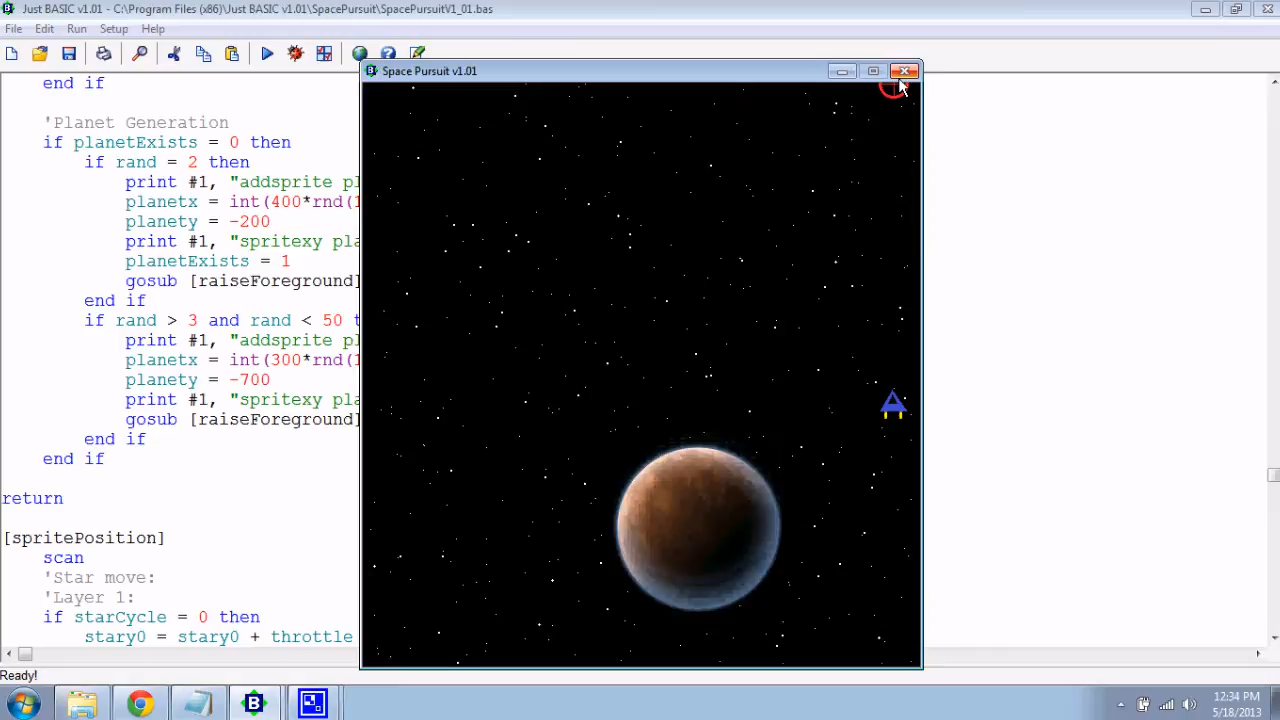 Just BASIC v1.01 - C:\Program Files (x86)\Just BASIC v1.01\SpacePursuit\SpacePursuitV1_01.bas
File Edit Run Setup Help
Space Pursuit v1.01
end if
'Planet Generation
if planetExists = 0 then
if rand = 2 then
print #1, "addsprite pl
planetx = int(400*rnd(1
planety = -200
print #1, "spritexy pla
planetExists = 1
gosub [raiseForeground]
end if
if rand > 3 and rand < 50 t
print #1, "addsprite pl
planetx = int(300*rnd(1
planety = -700
print #1, "spritexy pla
gosub [raiseForeground]
end if
end if
return
[spritePosition]
scan
'Star move:
'Layer 1:
if starCycle = 0 then
stary0 = stary0 + throttle
Ready!
12:34 PM
5/18/2013